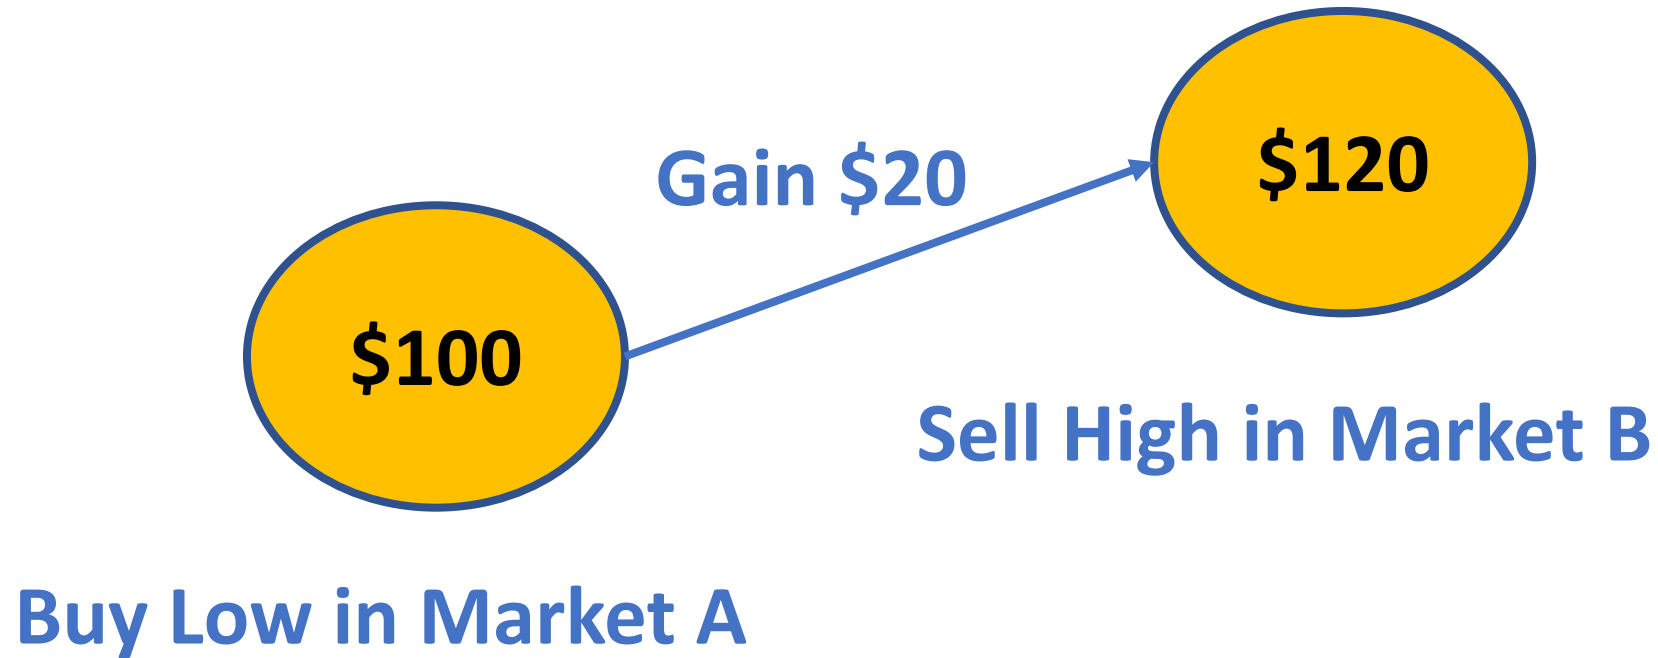 Gain $20
$120
$100
Sell High in Market B
Buy Low in Market A